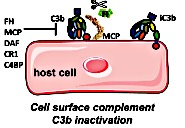 FH
MCP
DAF
CR1
C4BP
C3b
MCP
iC3b
host cell
Cell surface complement
C3b inactivation